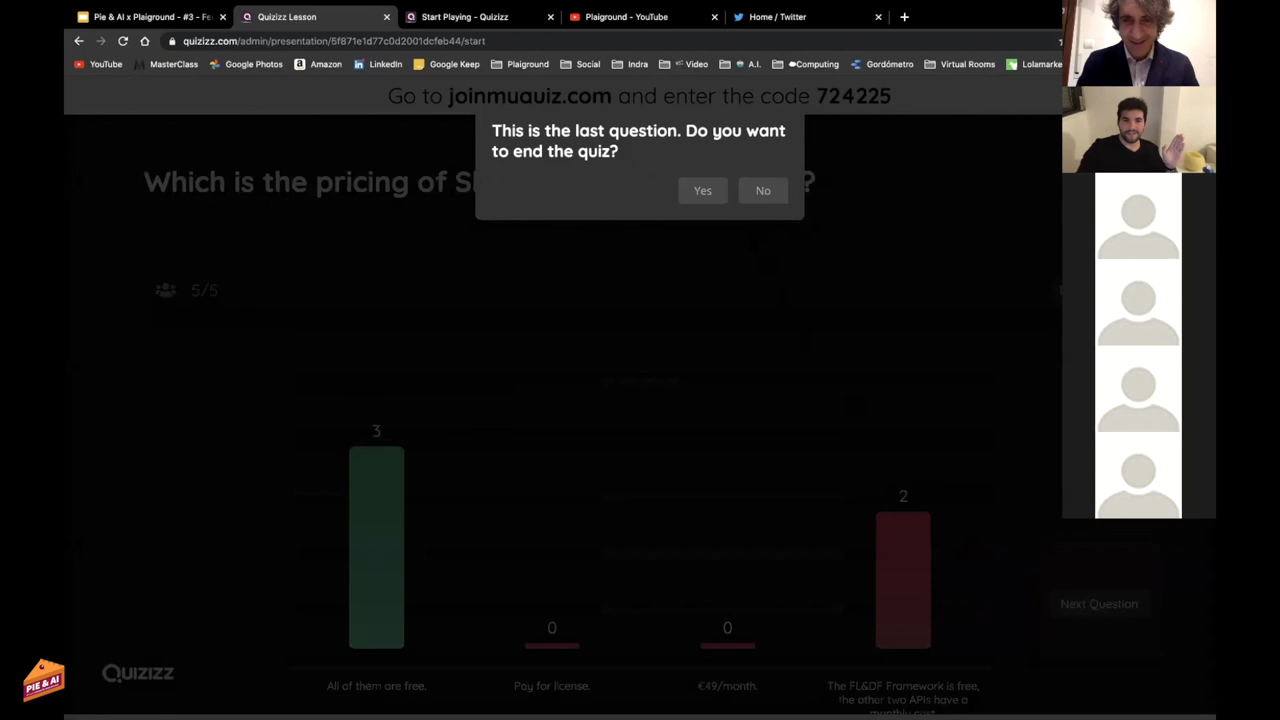 Pie & AI x Plaiground - #3 - Fe
Quizizz Lesson
Start Playing - Quizizz
Plaiground - YouTube
Home / Twitter
quizizz.com/admin/presentation/5f871e1d77c0d2001dcfeb44/start
YouTube
MasterClass
Google Photos
Amazon
LinkedIn
Google Keep
Plaiground
Social
Indra
Video
A.I.
Computing
Gordómetro
Virtual Rooms
Lolamarke
Go to joinmyquiz.com and enter the code 724225
This is the last question. Do you want
to end the quiz?
Yes
No
Which is the pricing of S ?
5/5
3
0
0
2
Next Question
Quizizz
All of them are free.
Pay for license.
€49/month.
The FL&DF Framework is free,
the other two APIs have a
monthly cost.
PIE & AI